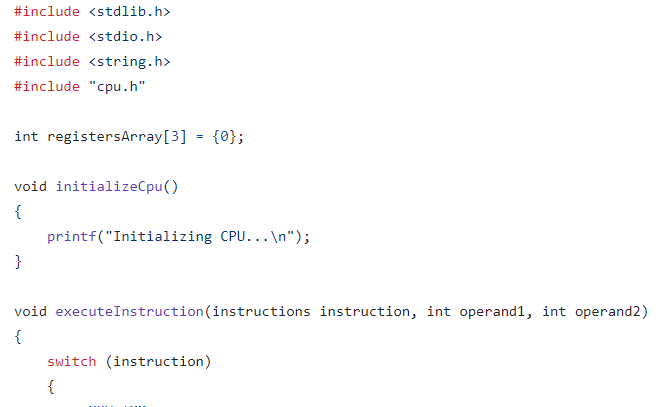 #include <stdlib.h>
#include <stdio.h>
#include <string.h>
#include "cpu.h"
int registersArray[3] = {0};
void initializeCpu()
{
printf("Initializing CPU...\n");
}
void executeInstruction(instructions instruction, int operand1, int operand2)
{
switch (instruction)
{